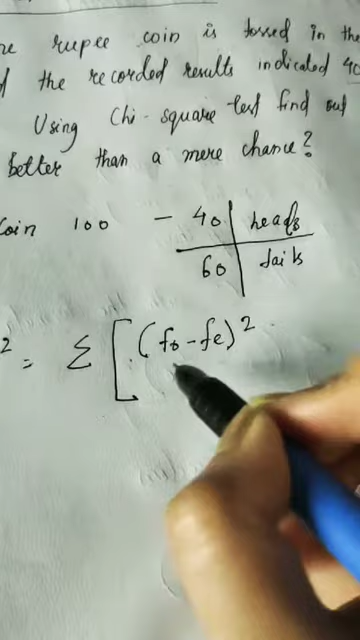 rupee coin is tossed in the
the recorded results indicated 40
Using Chi-square test find out
better than a mere chance?
Coin 100 - 40 heads
60 tails
2 = Σ [ (fo - fe)2